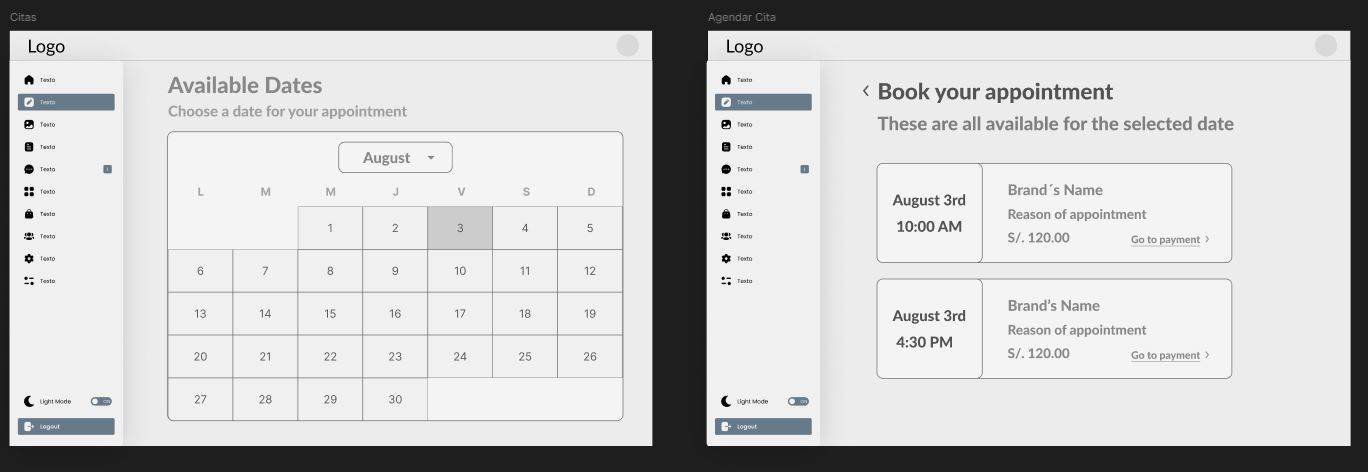 Citas
Logo
Texto
Texto
Texto
Texto
Texto
Texto
Texto
Texto
Texto
Texto
Light Mode ON
Logout
Available Dates
Choose a date for your appointment
August
L M M J V S D
1 2 3 4 5
6 7 8 9 10 11 12
13 14 15 16 17 18 19
20 21 22 23 24 25 26
27 28 29 30
Agendar Cita
Logo
Texto
Texto
Texto
Texto
Texto
Texto
Texto
Texto
Texto
Texto
Light Mode ON
Logout
Book your appointment
These are all available for the selected date
August 3rd
10:00 AM
Brand´s Name
Reason of appointment
S/. 120.00 Go to payment
August 3rd
4:30 PM
Brand’s Name
Reason of appointment
S/. 120.00 Go to payment